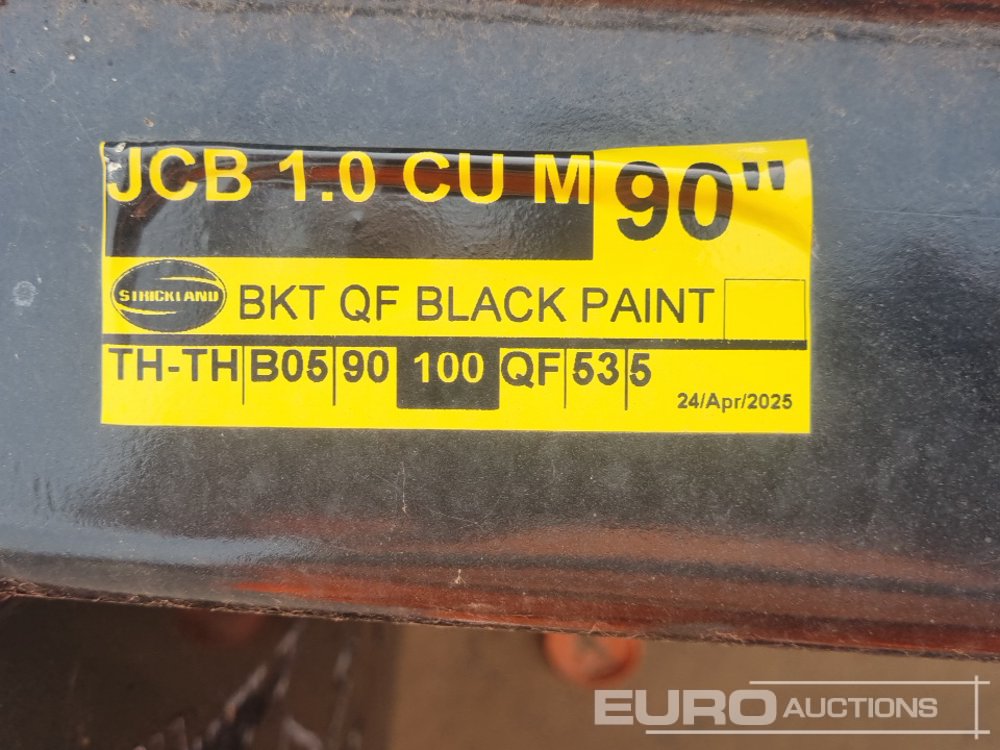 JCB 1.0 CU M 90"
STRICKLAND BKT QF BLACK PAINT
TH-TH B05 90 100 QF 53 5
24/Apr/2025
EURO AUCTIONS